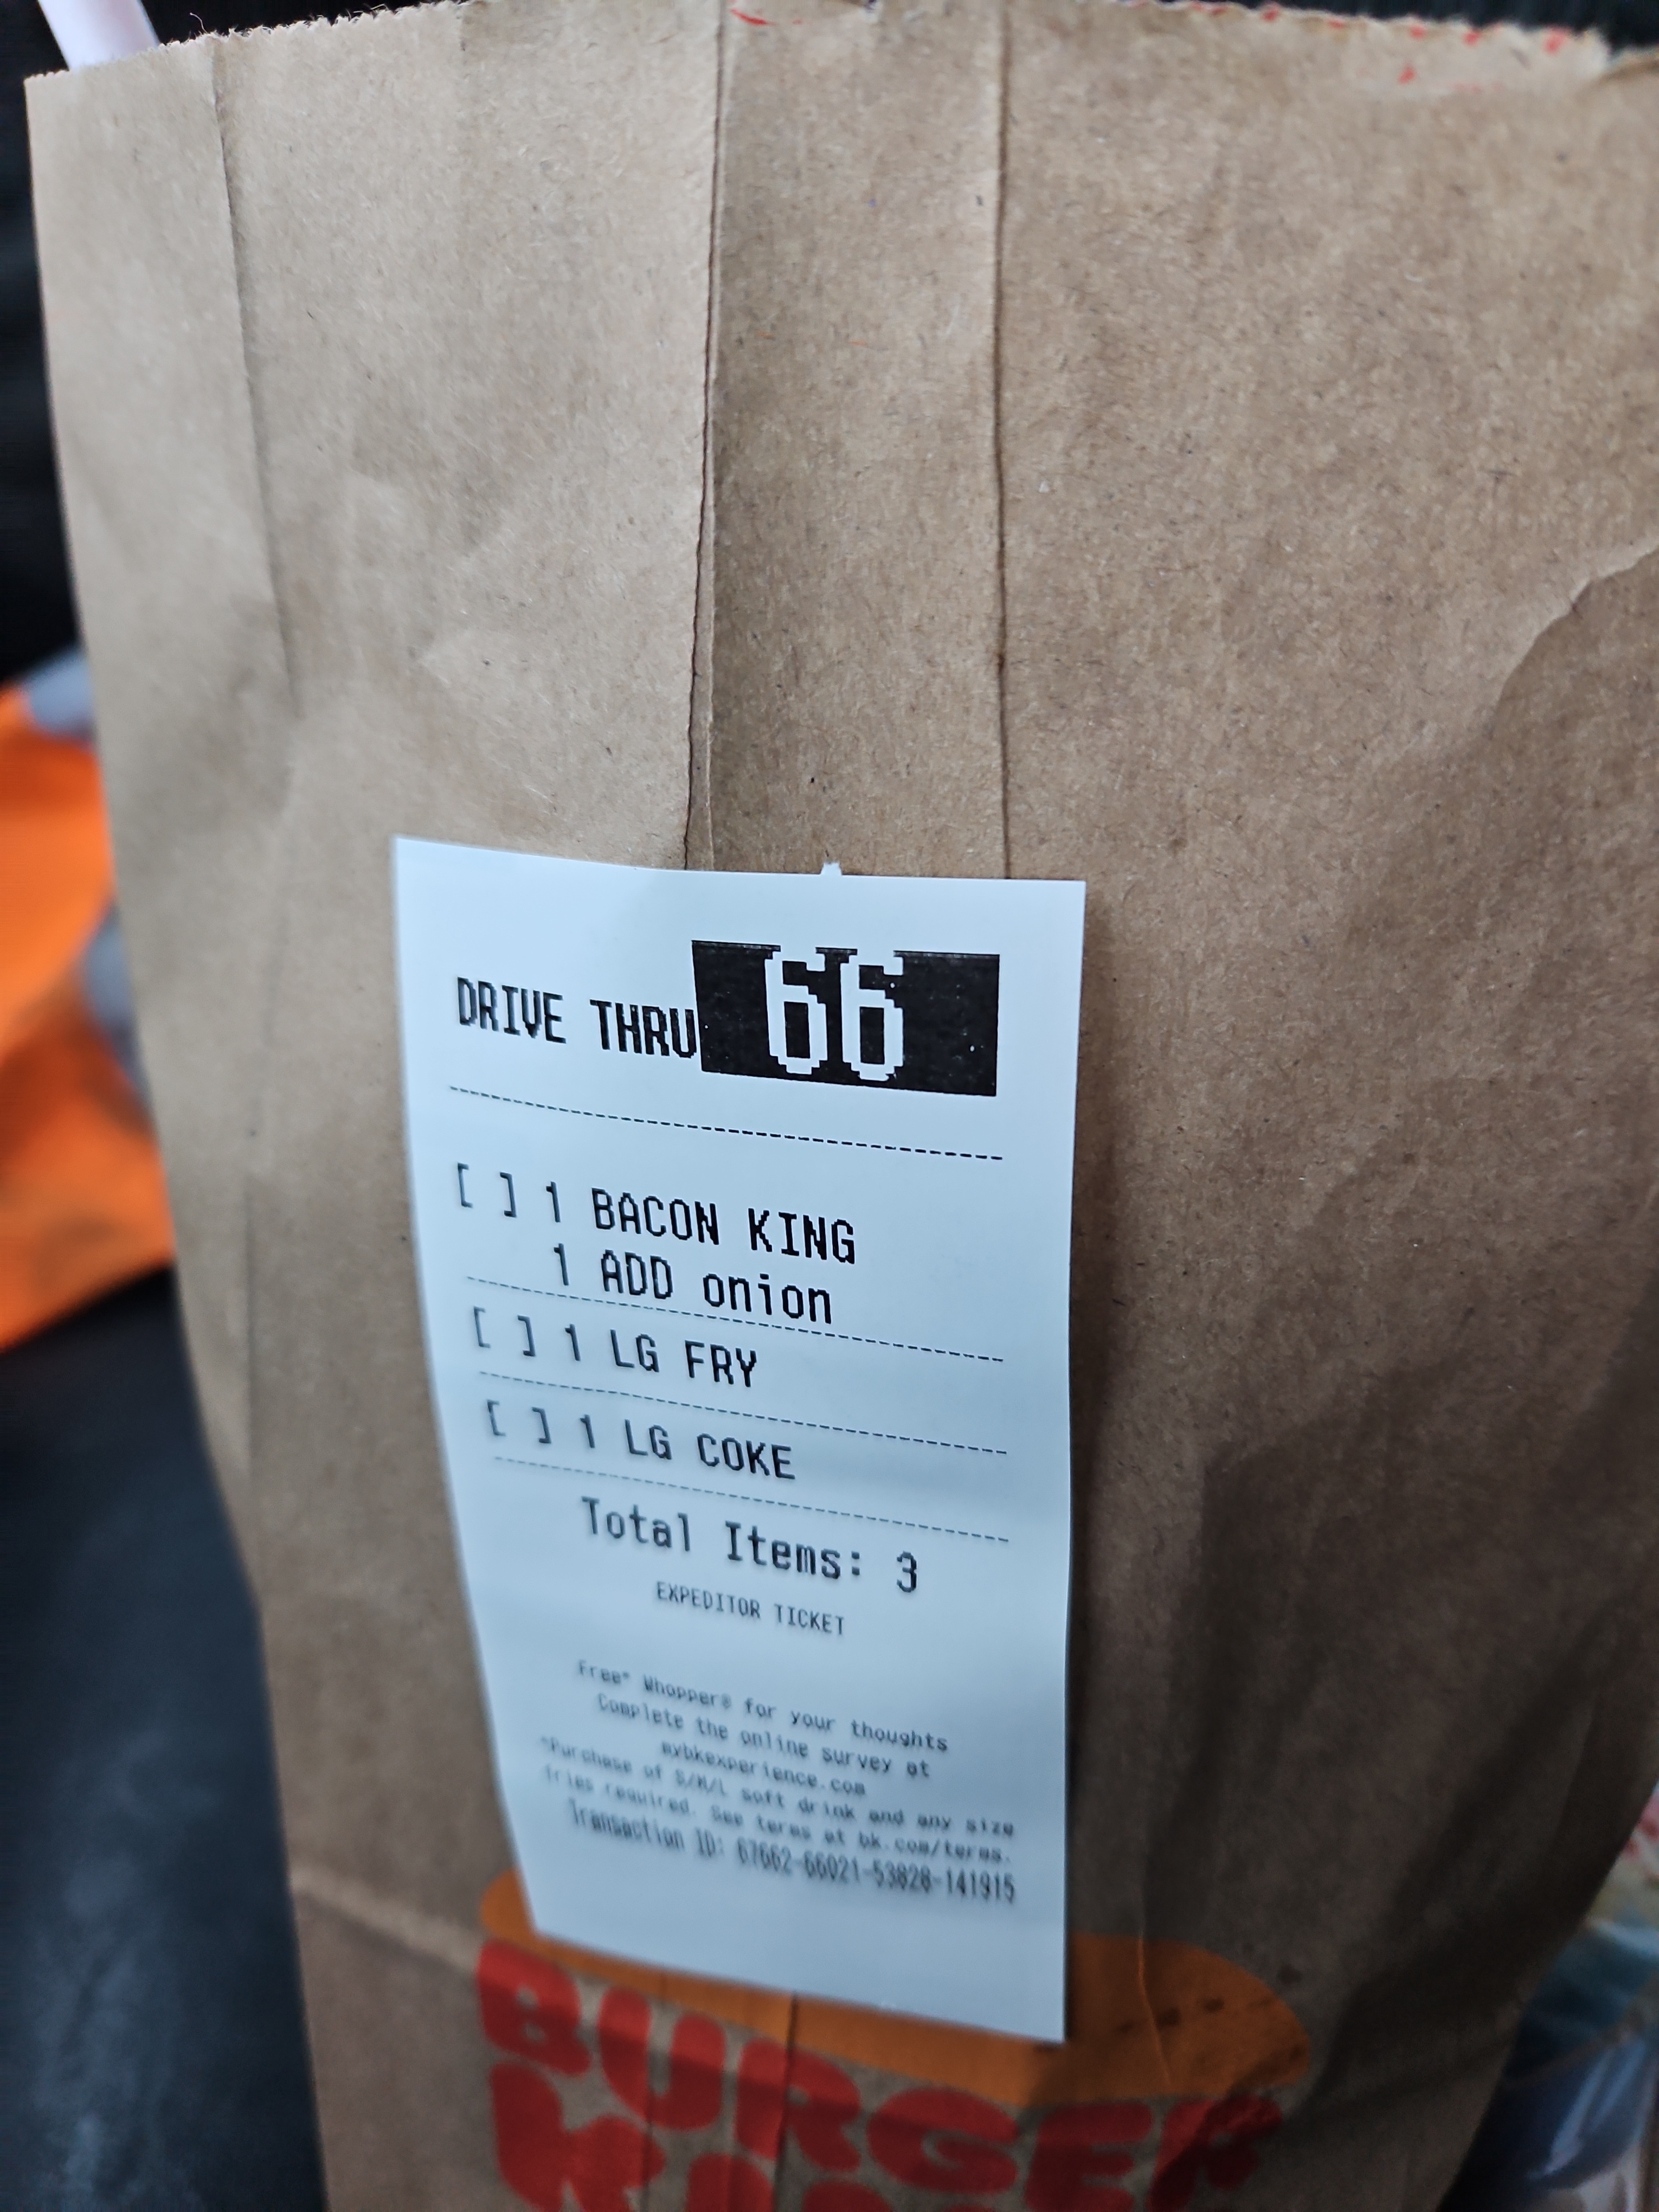 DRIVE THRU 66
[ ] 1 BACON KING
1 ADD onion
[ ] 1 LG FRY
[ ] 1 LG COKE
Total Items: 3
EXPEDITOR TICKET
Free* Whopper® for your thoughts
Complete the online survey at
mybkexperience.com
*Purchase of S/M/L soft drink and any size
fries required. See terms at bk.com/terms.
Transaction ID: 67662-66021-53828-141915
BURGER